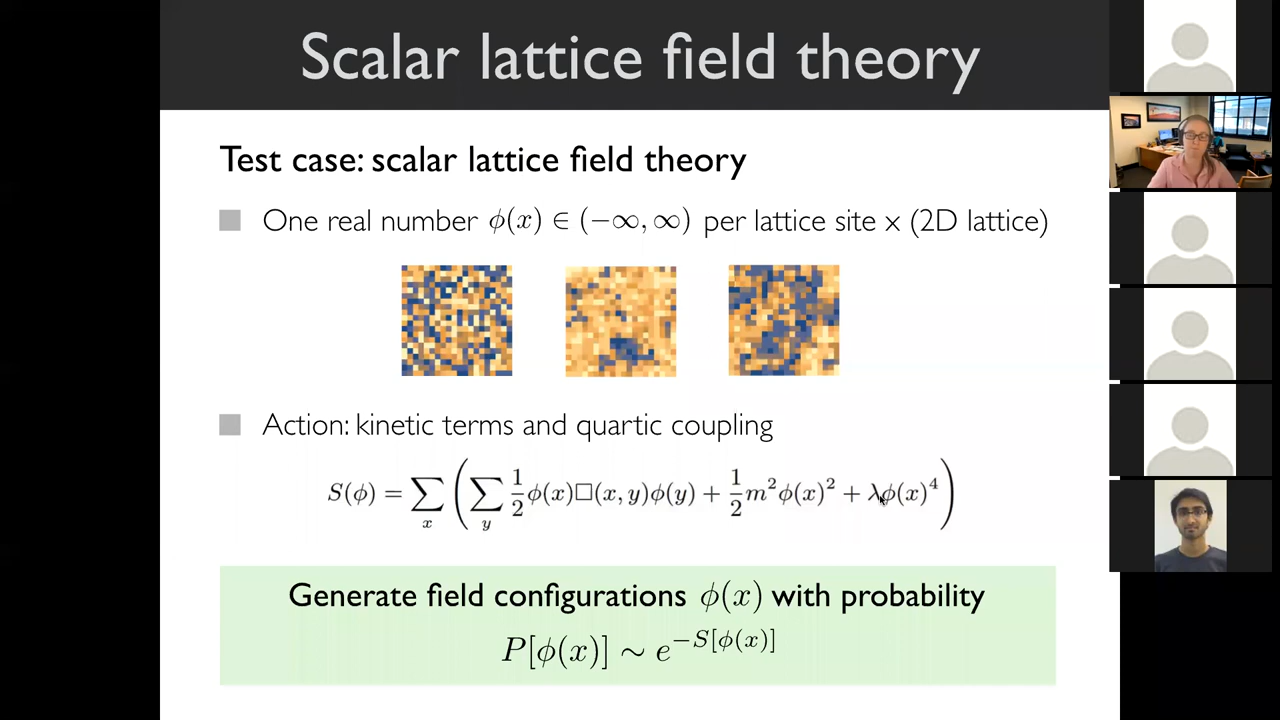 Scalar lattice field theory
Test case: scalar lattice field theory
One real number ϕ(x) ∈ (−∞, ∞) per lattice site x (2D lattice)
Action: kinetic terms and quartic coupling
S(ϕ) = ∑_x ( ∑_y 1/2 ϕ(x)□(x, y)ϕ(y) + 1/2 m² ϕ(x)² + λϕ(x)⁴ )
Generate field configurations ϕ(x) with probability
P[ϕ(x)] ∼ e^{−S[ϕ(x)]}